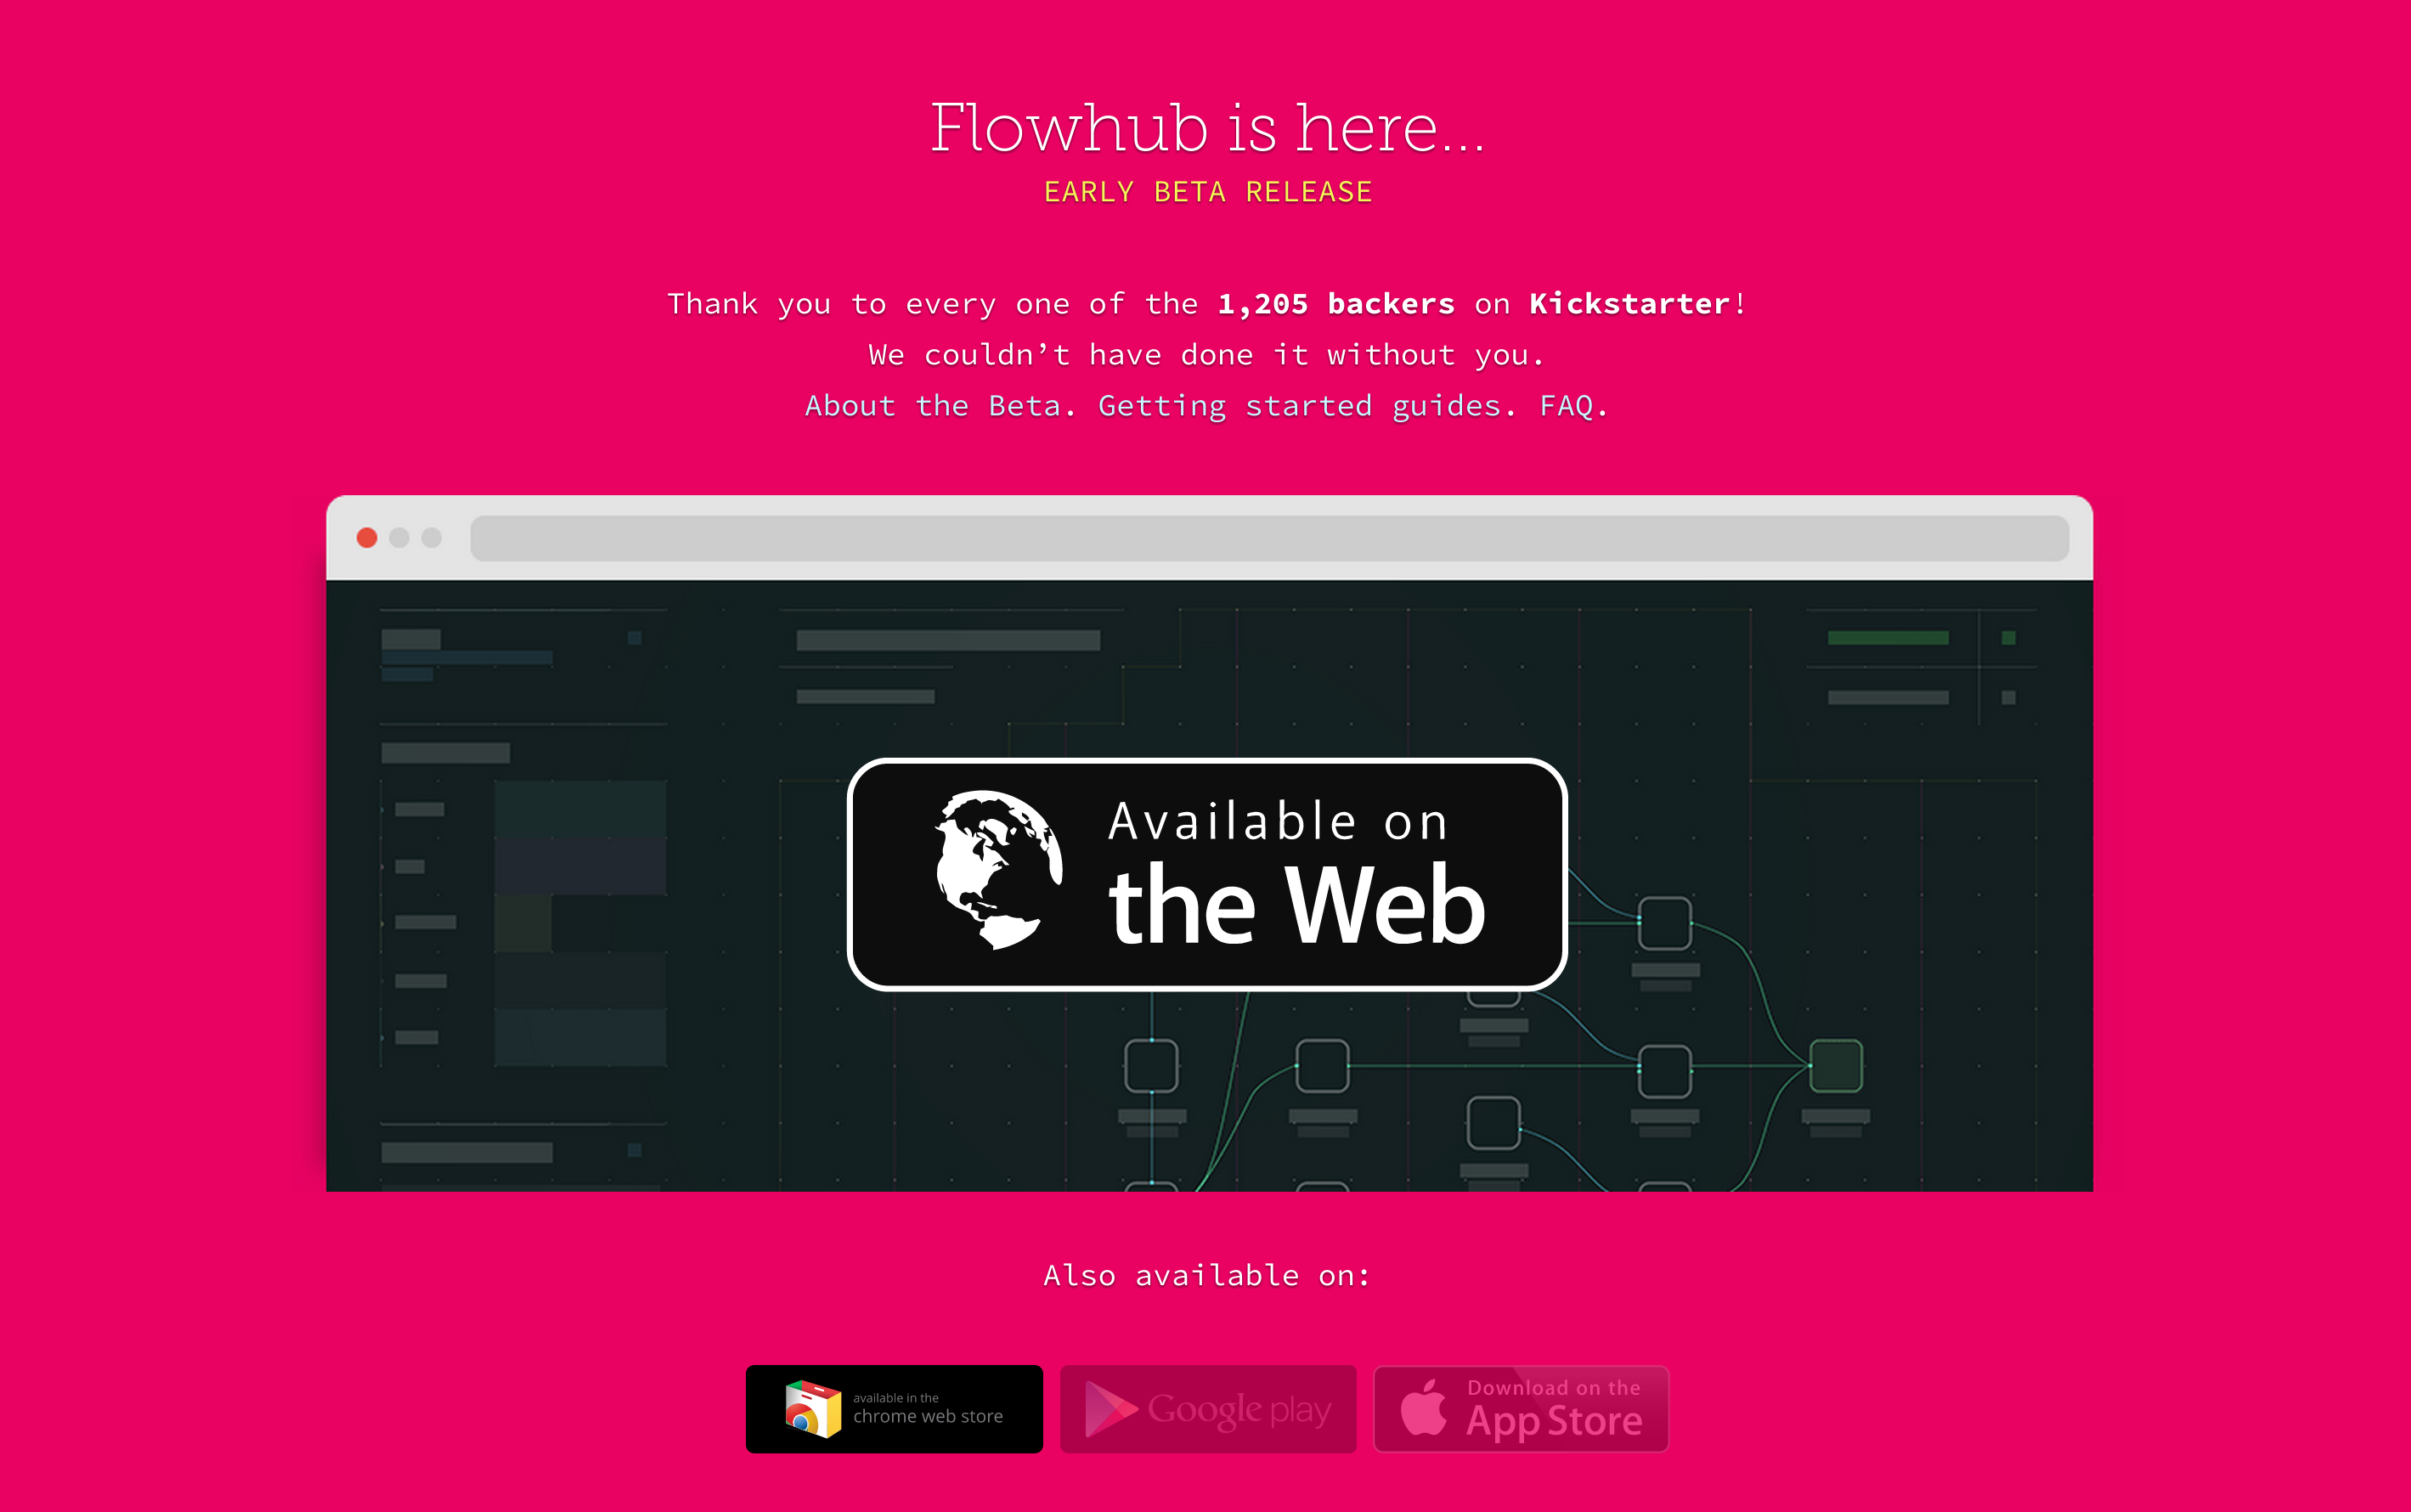 Flowhub is here...
EARLY BETA RELEASE
Thank you to every one of the 1,205 backers on Kickstarter!
We couldn’t have done it without you.
About the Beta. Getting started guides. FAQ.
Available on
the Web
Also available on:
available in the
chrome web store
Google play
Download on the
App Store